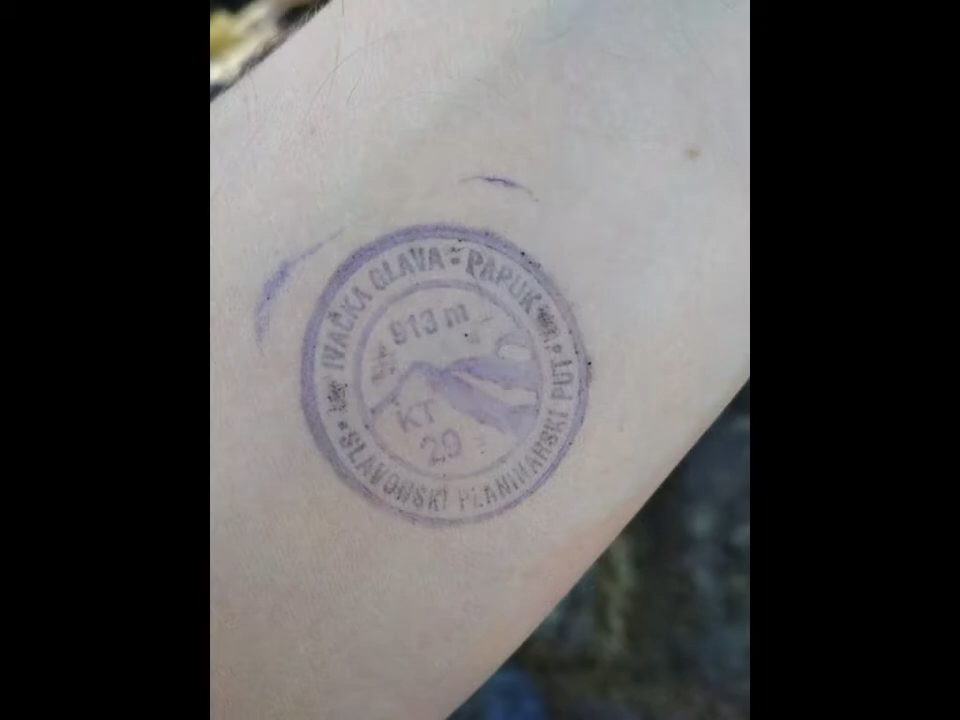 IVAČKA GLAVA - PAPUK
913 m
KT
29
SLAVONSKI PLANINARSKI PUT